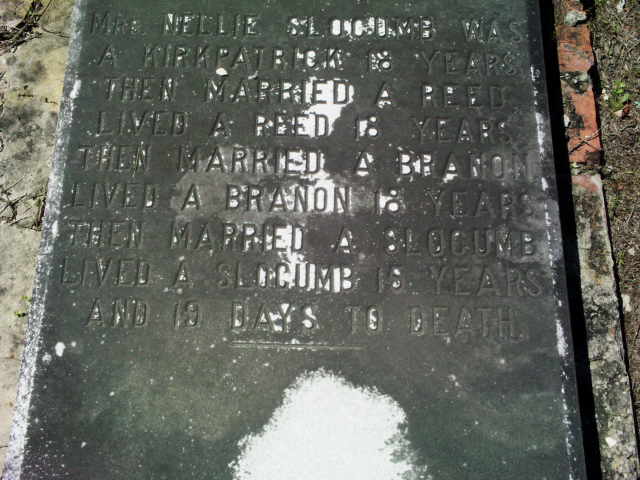 MRS. NELLIE SLOCUMB WAS
A KIRKPATRICK 18 YEARS
THEN MARRIED A REED
LIVED A REED 18 YEARS
THEN MARRIED A BRANON
LIVED A BRANON 18 YEARS
THEN MARRIED A SLOCUMB
LIVED A SLOCUMB 18 YEARS
AND 19 DAYS TO DEATH.